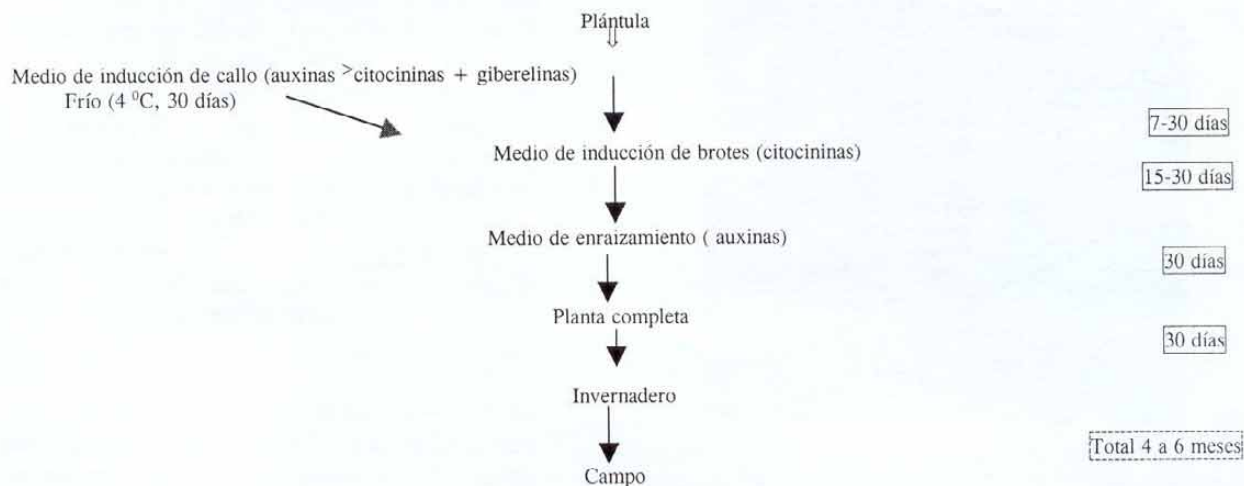 Plántula
Medio de inducción de callo (auxinas >citocininas + giberelinas)
Frío (4 ⁰C, 30 días)
7-30 días
Medio de inducción de brotes (citocininas)
15-30 días
Medio de enraizamiento ( auxinas)
30 días
Planta completa
30 días
Invernadero
Total 4 a 6 meses
Campo